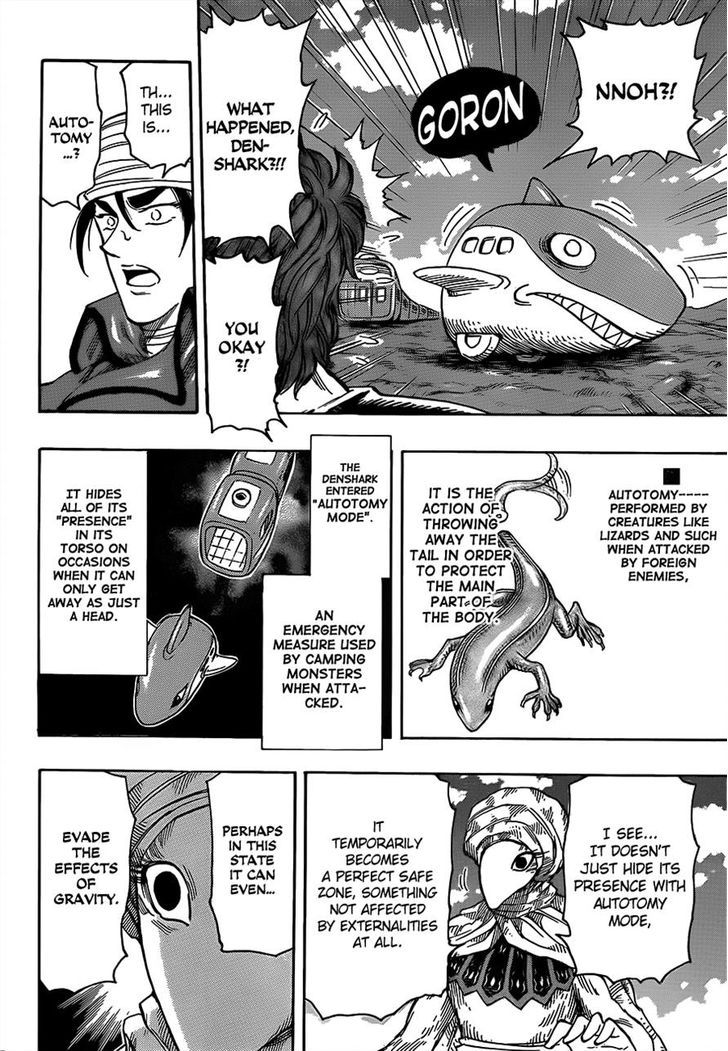 NNOH?!
GORON
WHAT
HAPPENED,
DEN-
SHARK?!!
YOU
OKAY
?!
TH...
THIS
IS...
AUTO-
TOMY
...?
AUTOTOMY----
PERFORMED BY
CREATURES LIKE
LIZARDS AND SUCH
WHEN ATTACKED
BY FOREIGN
ENEMIES,
IT IS THE
ACTION OF
THROWING
AWAY THE
TAIL IN ORDER
TO PROTECT
THE MAIN
PART OF
THE BODY.
THE
DENSHARK
ENTERED
"AUTOTOMY
MODE".
AN
EMERGENCY
MEASURE USED
BY CAMPING
MONSTERS
WHEN ATTA-
CKED.
IT HIDES
ALL OF ITS
"PRESENCE"
IN ITS
TORSO ON
OCCASIONS
WHEN IT CAN
ONLY GET
AWAY AS JUST
A HEAD.
I SEE...
IT DOESN'T
JUST HIDE ITS
PRESENCE WITH
AUTOTOMY
MODE,
IT
TEMPORARILY
BECOMES
A PERFECT SAFE
ZONE, SOMETHING
NOT AFFECTED
BY EXTERNALITIES
AT ALL.
PERHAPS
IN THIS
STATE
IT CAN
EVEN...
EVADE
THE
EFFECTS
OF
GRAVITY.